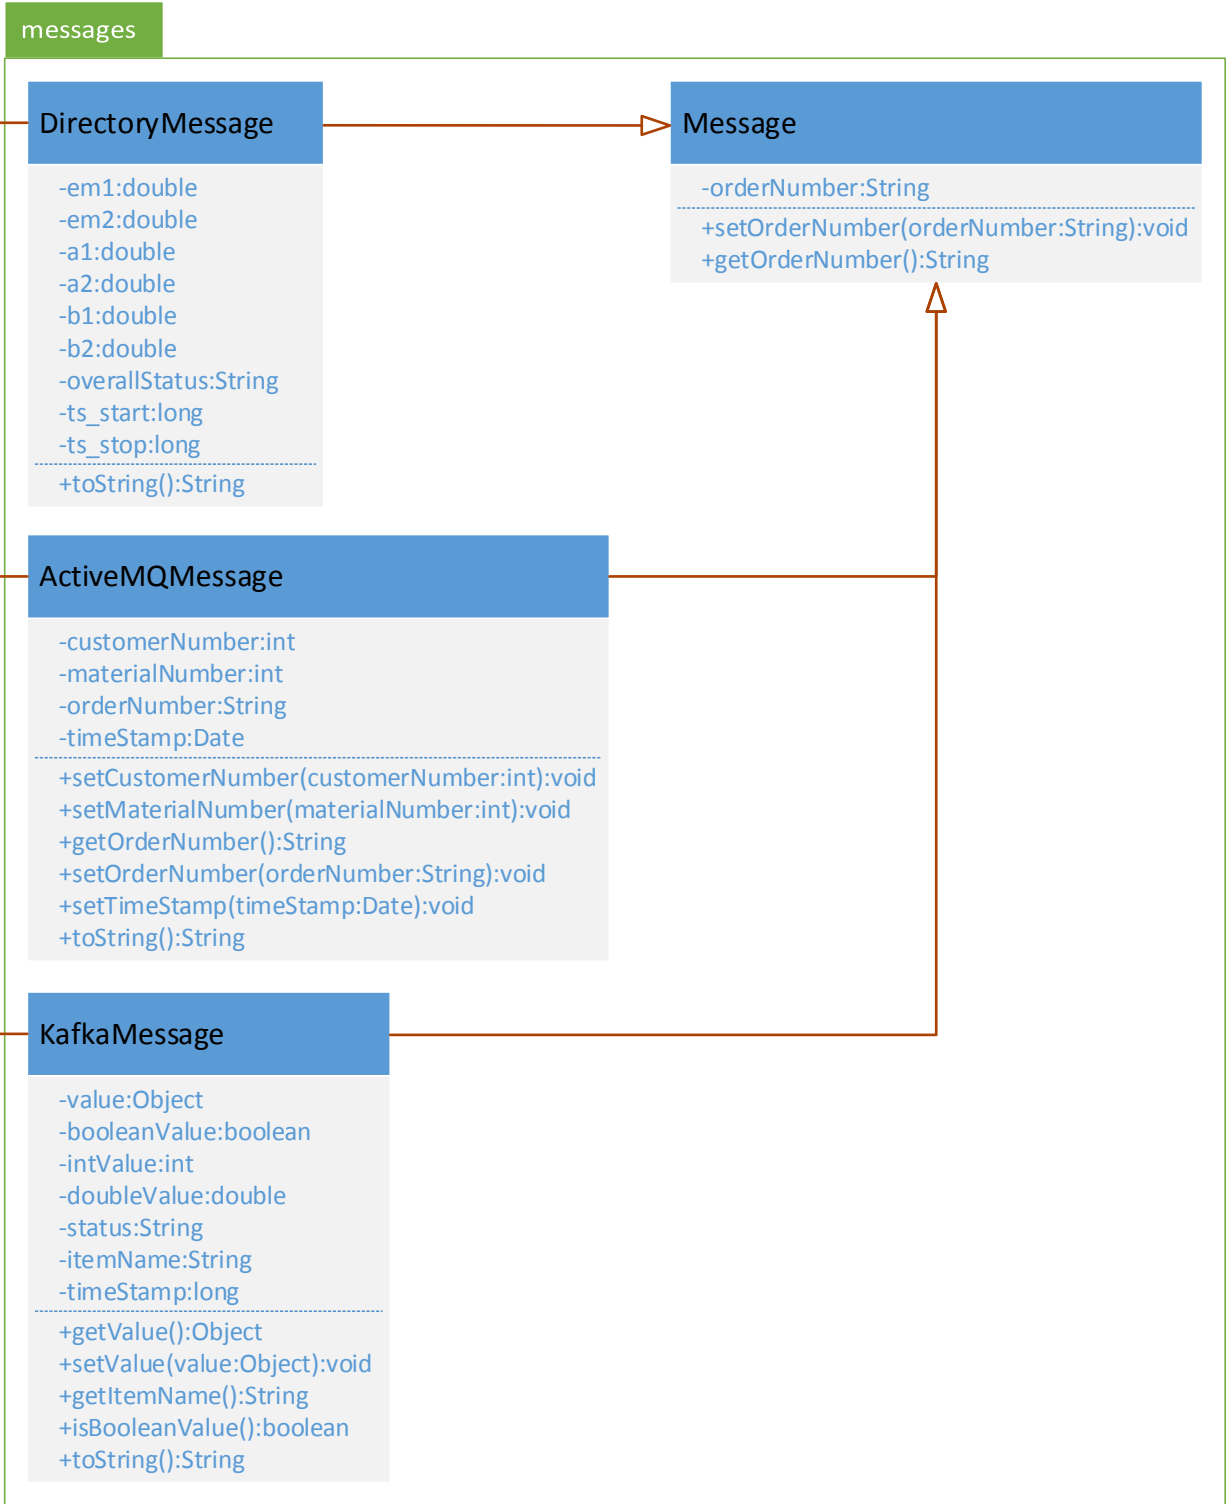 messages
DirectoryMessage
-em1:double
-em2:double
-a1:double
-a2:double
-b1:double
-b2:double
-overallStatus:String
-ts_start:long
-ts_stop:long
+toString():String
Message
-orderNumber:String
+setOrderNumber(orderNumber:String):void
+getOrderNumber():String
ActiveMQMessage
-customerNumber:int
-materialNumber:int
-orderNumber:String
-timeStamp:Date
+setCustomerNumber(customerNumber:int):void
+setMaterialNumber(materialNumber:int):void
+getOrderNumber():String
+setOrderNumber(orderNumber:String):void
+setTimeStamp(timeStamp:Date):void
+toString():String
KafkaMessage
-value:Object
-booleanValue:boolean
-intValue:int
-doubleValue:double
-status:String
-itemName:String
-timeStamp:long
+getValue():Object
+setValue(value:Object):void
+getItemName():String
+isBooleanValue():boolean
+toString():String